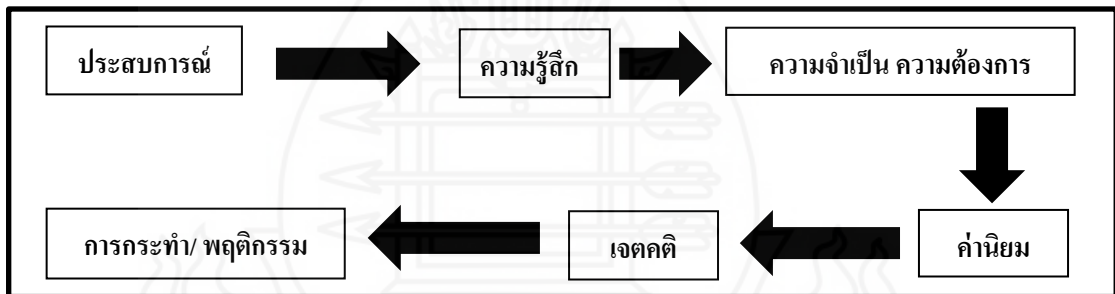 ประสบการณ์
ความรู้สึก
ความจำเป็น ความต้องการ
ค่านิยม
เจตคติ
การกระทำ/ พฤติกรรม